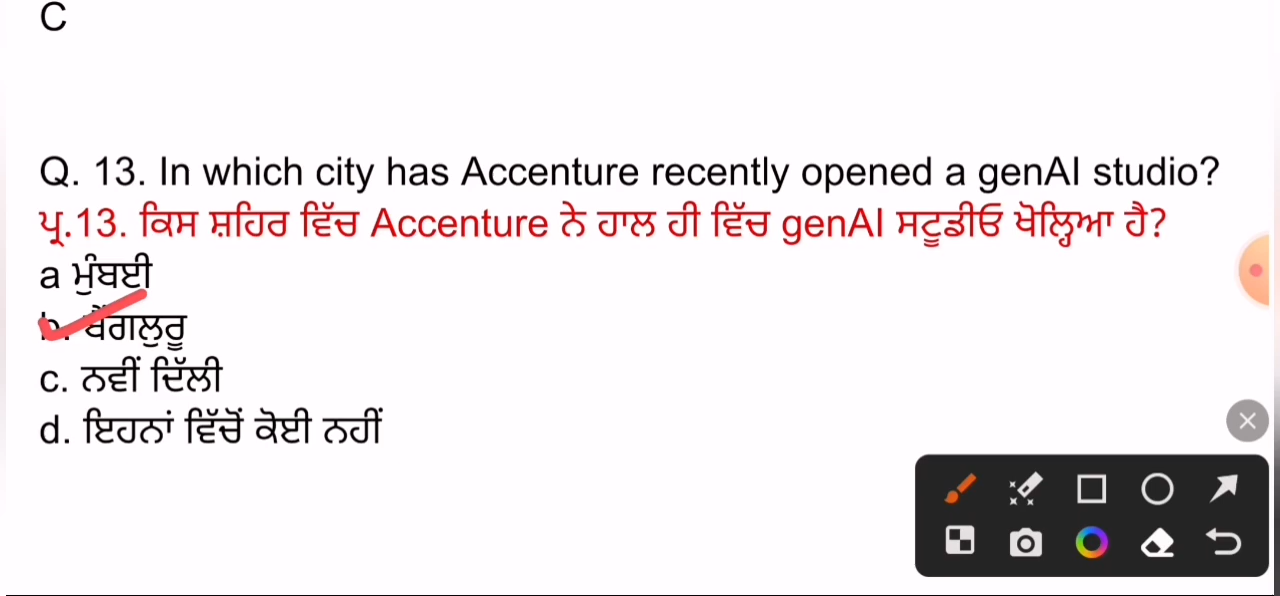 C
Q. 13. In which city has Accenture recently opened a genAI studio?
ਪ੍ਰ.13. ਕਿਸ ਸ਼ਹਿਰ ਵਿੱਚ Accenture ਨੇ ਹਾਲ ਹੀ ਵਿੱਚ genAI ਸਟੂਡੀਓ ਖੋਲ੍ਹਿਆ ਹੈ?
a ਮੁੰਬਈ
b. ਬੈਂਗਲੁਰੂ
c. ਨਵੀਂ ਦਿੱਲੀ
d. ਇਹਨਾਂ ਵਿੱਚੋਂ ਕੋਈ ਨਹੀਂ